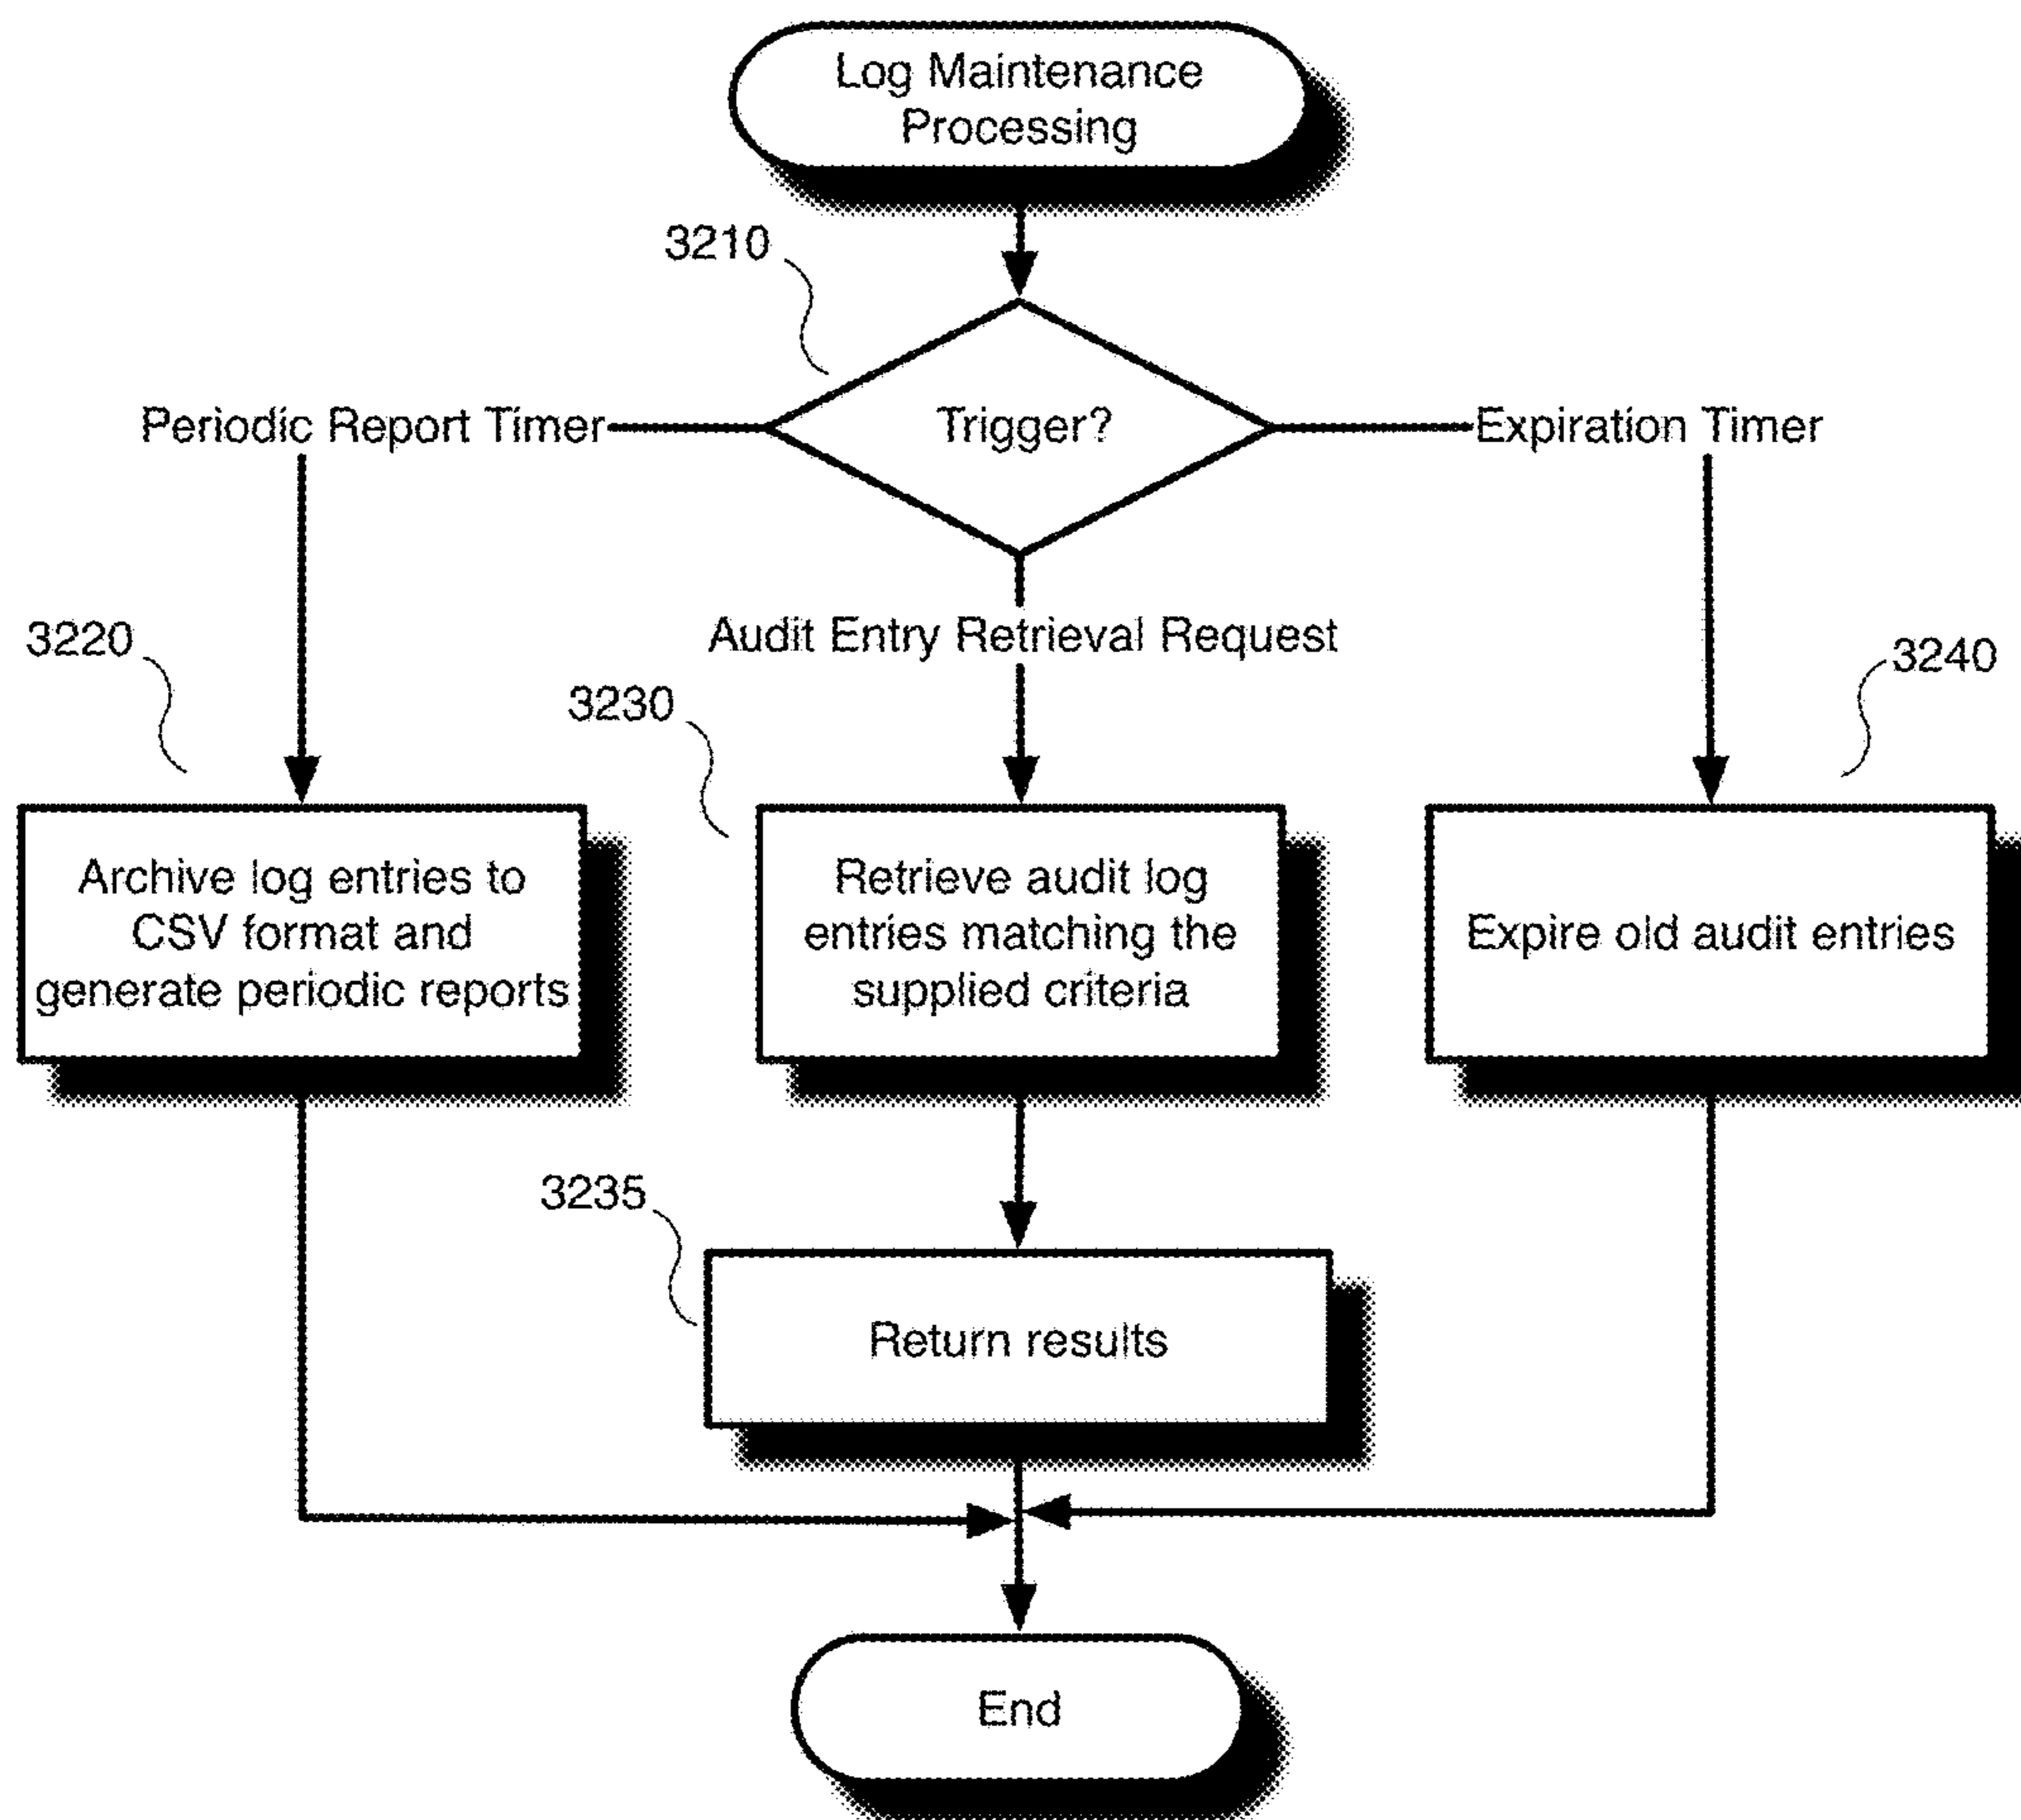 Log Maintenance
Processing
3210
Periodic Report Timer
Trigger?
Expiration Timer
Audit Entry Retrieval Request
3220
3230
3240
Archive log entries to
CSV format and
generate periodic reports
Retrieve audit log
entries matching the
supplied criteria
Expire old audit entries
3235
Return results
End